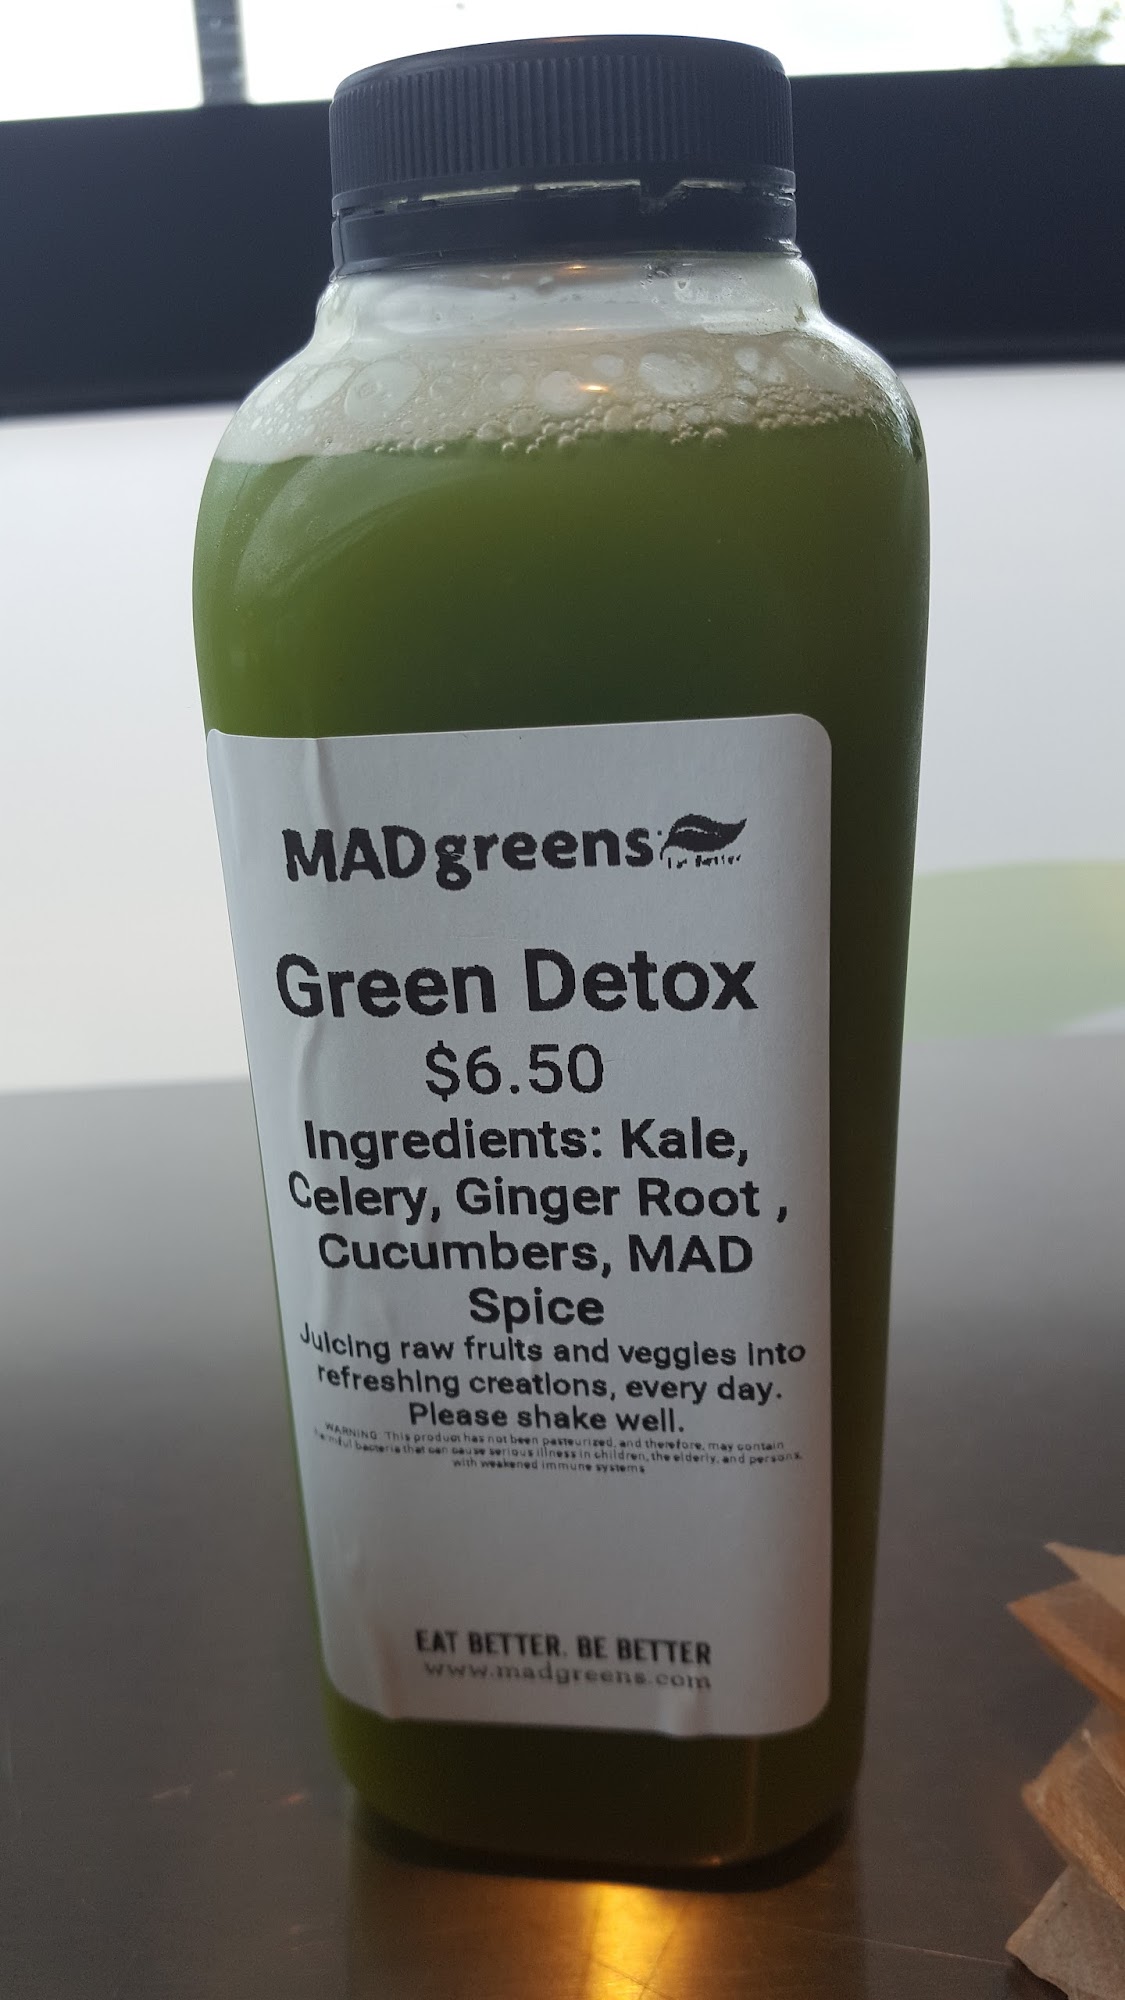 MADgreens
Green Detox
$6.50
Ingredients: Kale,
Celery, Ginger Root ,
Cucumbers, MAD
Spice
Juicing raw fruits and veggies into
refreshing creations, every day.
Please shake well.
WARNING: This product has not been pasteurized, and therefore, may contain
harmful bacteria that can cause serious illness in children, the elderly, and persons
with weakened immune systems
EAT BETTER. BE BETTER
www.madgreens.com